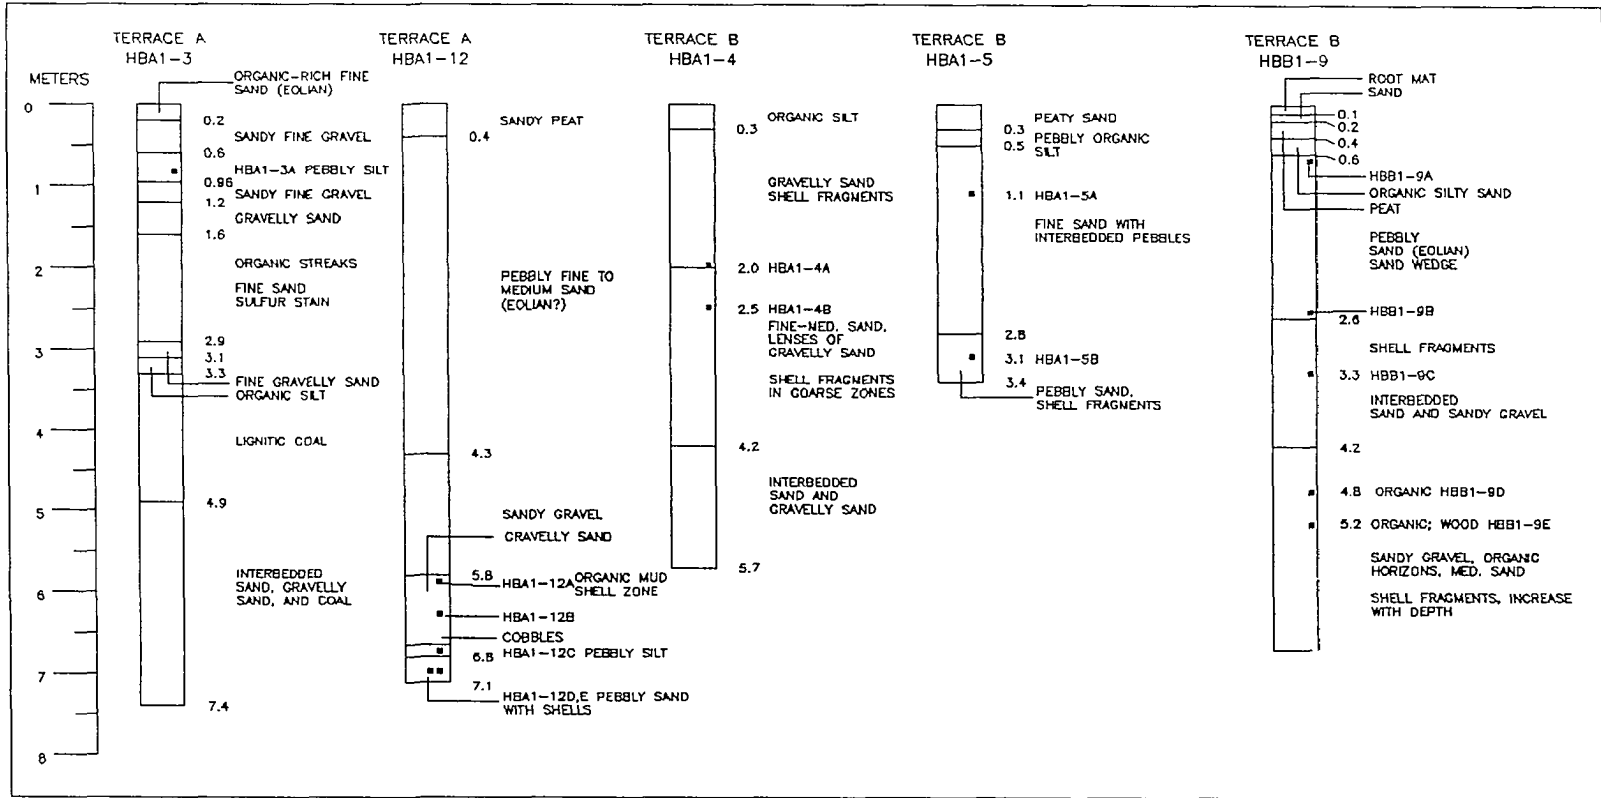 METERS
0
1
2
3
4
5
6
7
8
TERRACE A
HBA1-3
ORGANIC-RICH FINE
SAND (EOLIAN)
0.2
SANDY FINE GRAVEL
0.6
HBA1-3A PEBBLY SILT
0.96
SANDY FINE GRAVEL
1.2
GRAVELLY SAND
1.6
ORGANIC STREAKS
FINE SAND
SULFUR STAIN
2.9
3.1
3.3
FINE GRAVELLY SAND
ORGANIC SILT
LIGNITIC COAL
4.9
INTERBEDDED
SAND, GRAVELLY
SAND, AND COAL
7.4
TERRACE A
HBA1-12
SANDY PEAT
0.4
PEBBLY FINE TO
MEDIUM SAND
(EOLIAN?)
4.3
SANDY GRAVEL
GRAVELLY SAND
5.8
HBA1-12A ORGANIC MUD
SHELL ZONE
HBA1-12B
COBBLES
6.8 HBA1-12C PEBBLY SILT
7.1
HBA1-12D,E PEBBLY SAND
WITH SHELLS
TERRACE B
HBA1-4
ORGANIC SILT
0.3
GRAVELLY SAND
SHELL FRAGMENTS
2.0 HBA1-4A
2.5 HBA1-4B
FINE-MED. SAND,
LENSES OF
GRAVELLY SAND
SHELL FRAGMENTS
IN COARSE ZONES
4.2
INTERBEDDED
SAND AND
GRAVELLY SAND
5.7
TERRACE B
HBA1-5
PEATY SAND
0.3
PEBBLY ORGANIC
SILT
0.5
1.1 HBA1-5A
FINE SAND WITH
INTERBEDDED PEBBLES
2.8
3.1 HBA1-5B
3.4
PEBBLY SAND,
SHELL FRAGMENTS
TERRACE B
HBB1-9
ROOT MAT
SAND
0.1
0.2
0.4
0.6
HBB1-9A
ORGANIC SILTY SAND
PEAT
PEBBLY
SAND (EOLIAN)
SAND WEDGE
HBB1-9B
2.6
SHELL FRAGMENTS
3.3 HBB1-9C
INTERBEDDED
SAND AND SANDY GRAVEL
4.2
4.8 ORGANIC HBB1-9D
5.2 ORGANIC; WOOD HBB1-9E
SANDY GRAVEL, ORGANIC
HORIZONS, MED. SAND
SHELL FRAGMENTS, INCREASE
WITH DEPTH